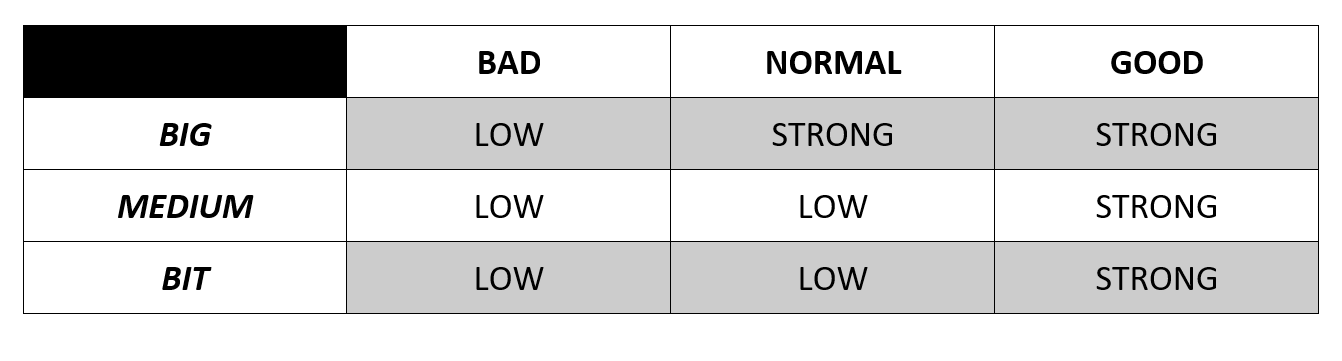 BAD NORMAL GOOD
BIG LOW STRONG STRONG
MEDIUM LOW LOW STRONG
BIT LOW LOW STRONG